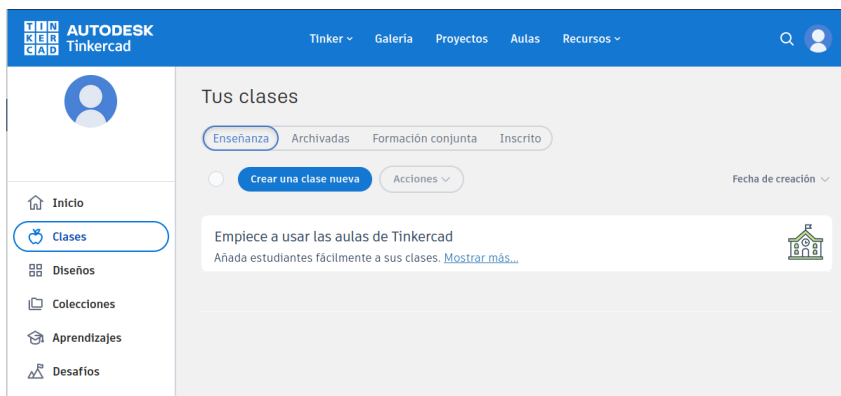 TIN
KER
CAD
AUTODESK
Tinkercad
Tinker Galería Proyectos Aulas Recursos
Tus clases
Enseñanza Archivadas Formación conjunta Inscrito
Crear una clase nueva Acciones Fecha de creación
Inicio
Clases
Diseños
Colecciones
Aprendizajes
Desafíos
Empiece a usar las aulas de Tinkercad
Añada estudiantes fácilmente a sus clases. Mostrar más...